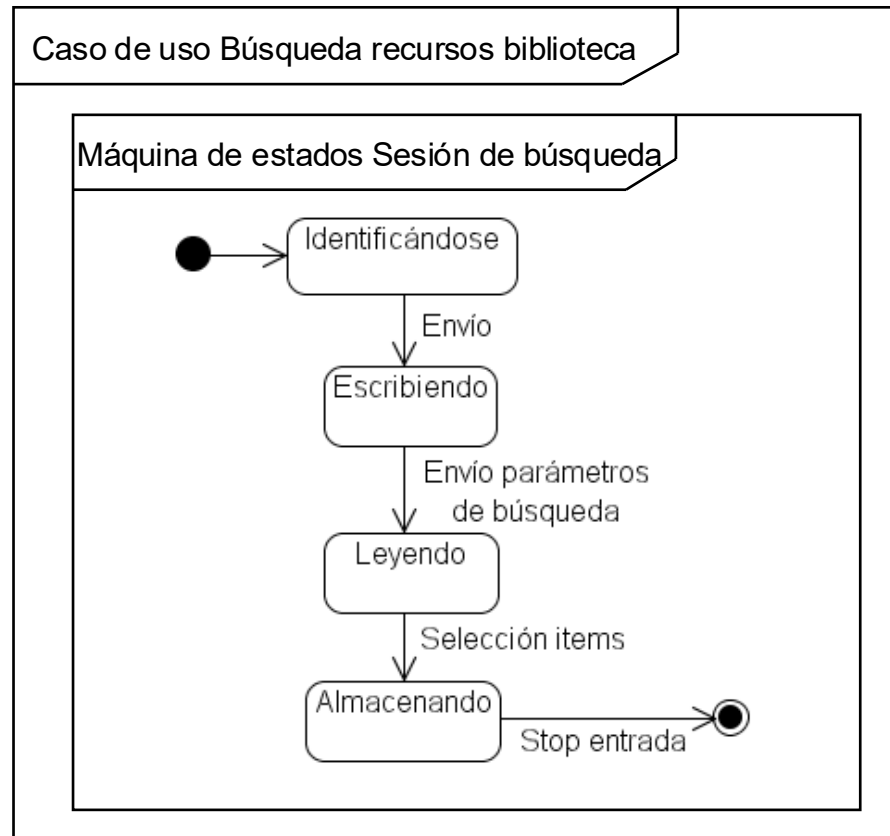 Caso de uso Búsqueda recursos biblioteca
Máquina de estados Sesión de búsqueda
Identificándose
Envío
Escribiendo
Envío parámetros
de búsqueda
Leyendo
Selección items
Almacenando
Stop entrada